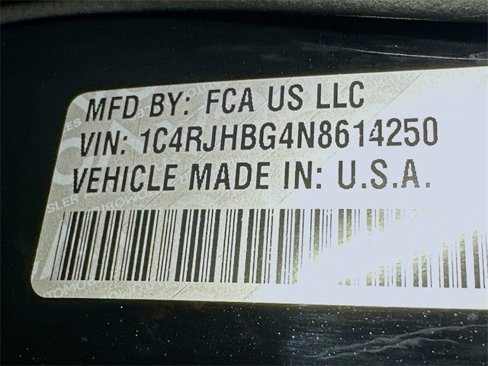 MFD BY: FCA US LLC
VIN: 1C4RJHBG4N8614250
VEHICLE MADE IN: U.S.A.